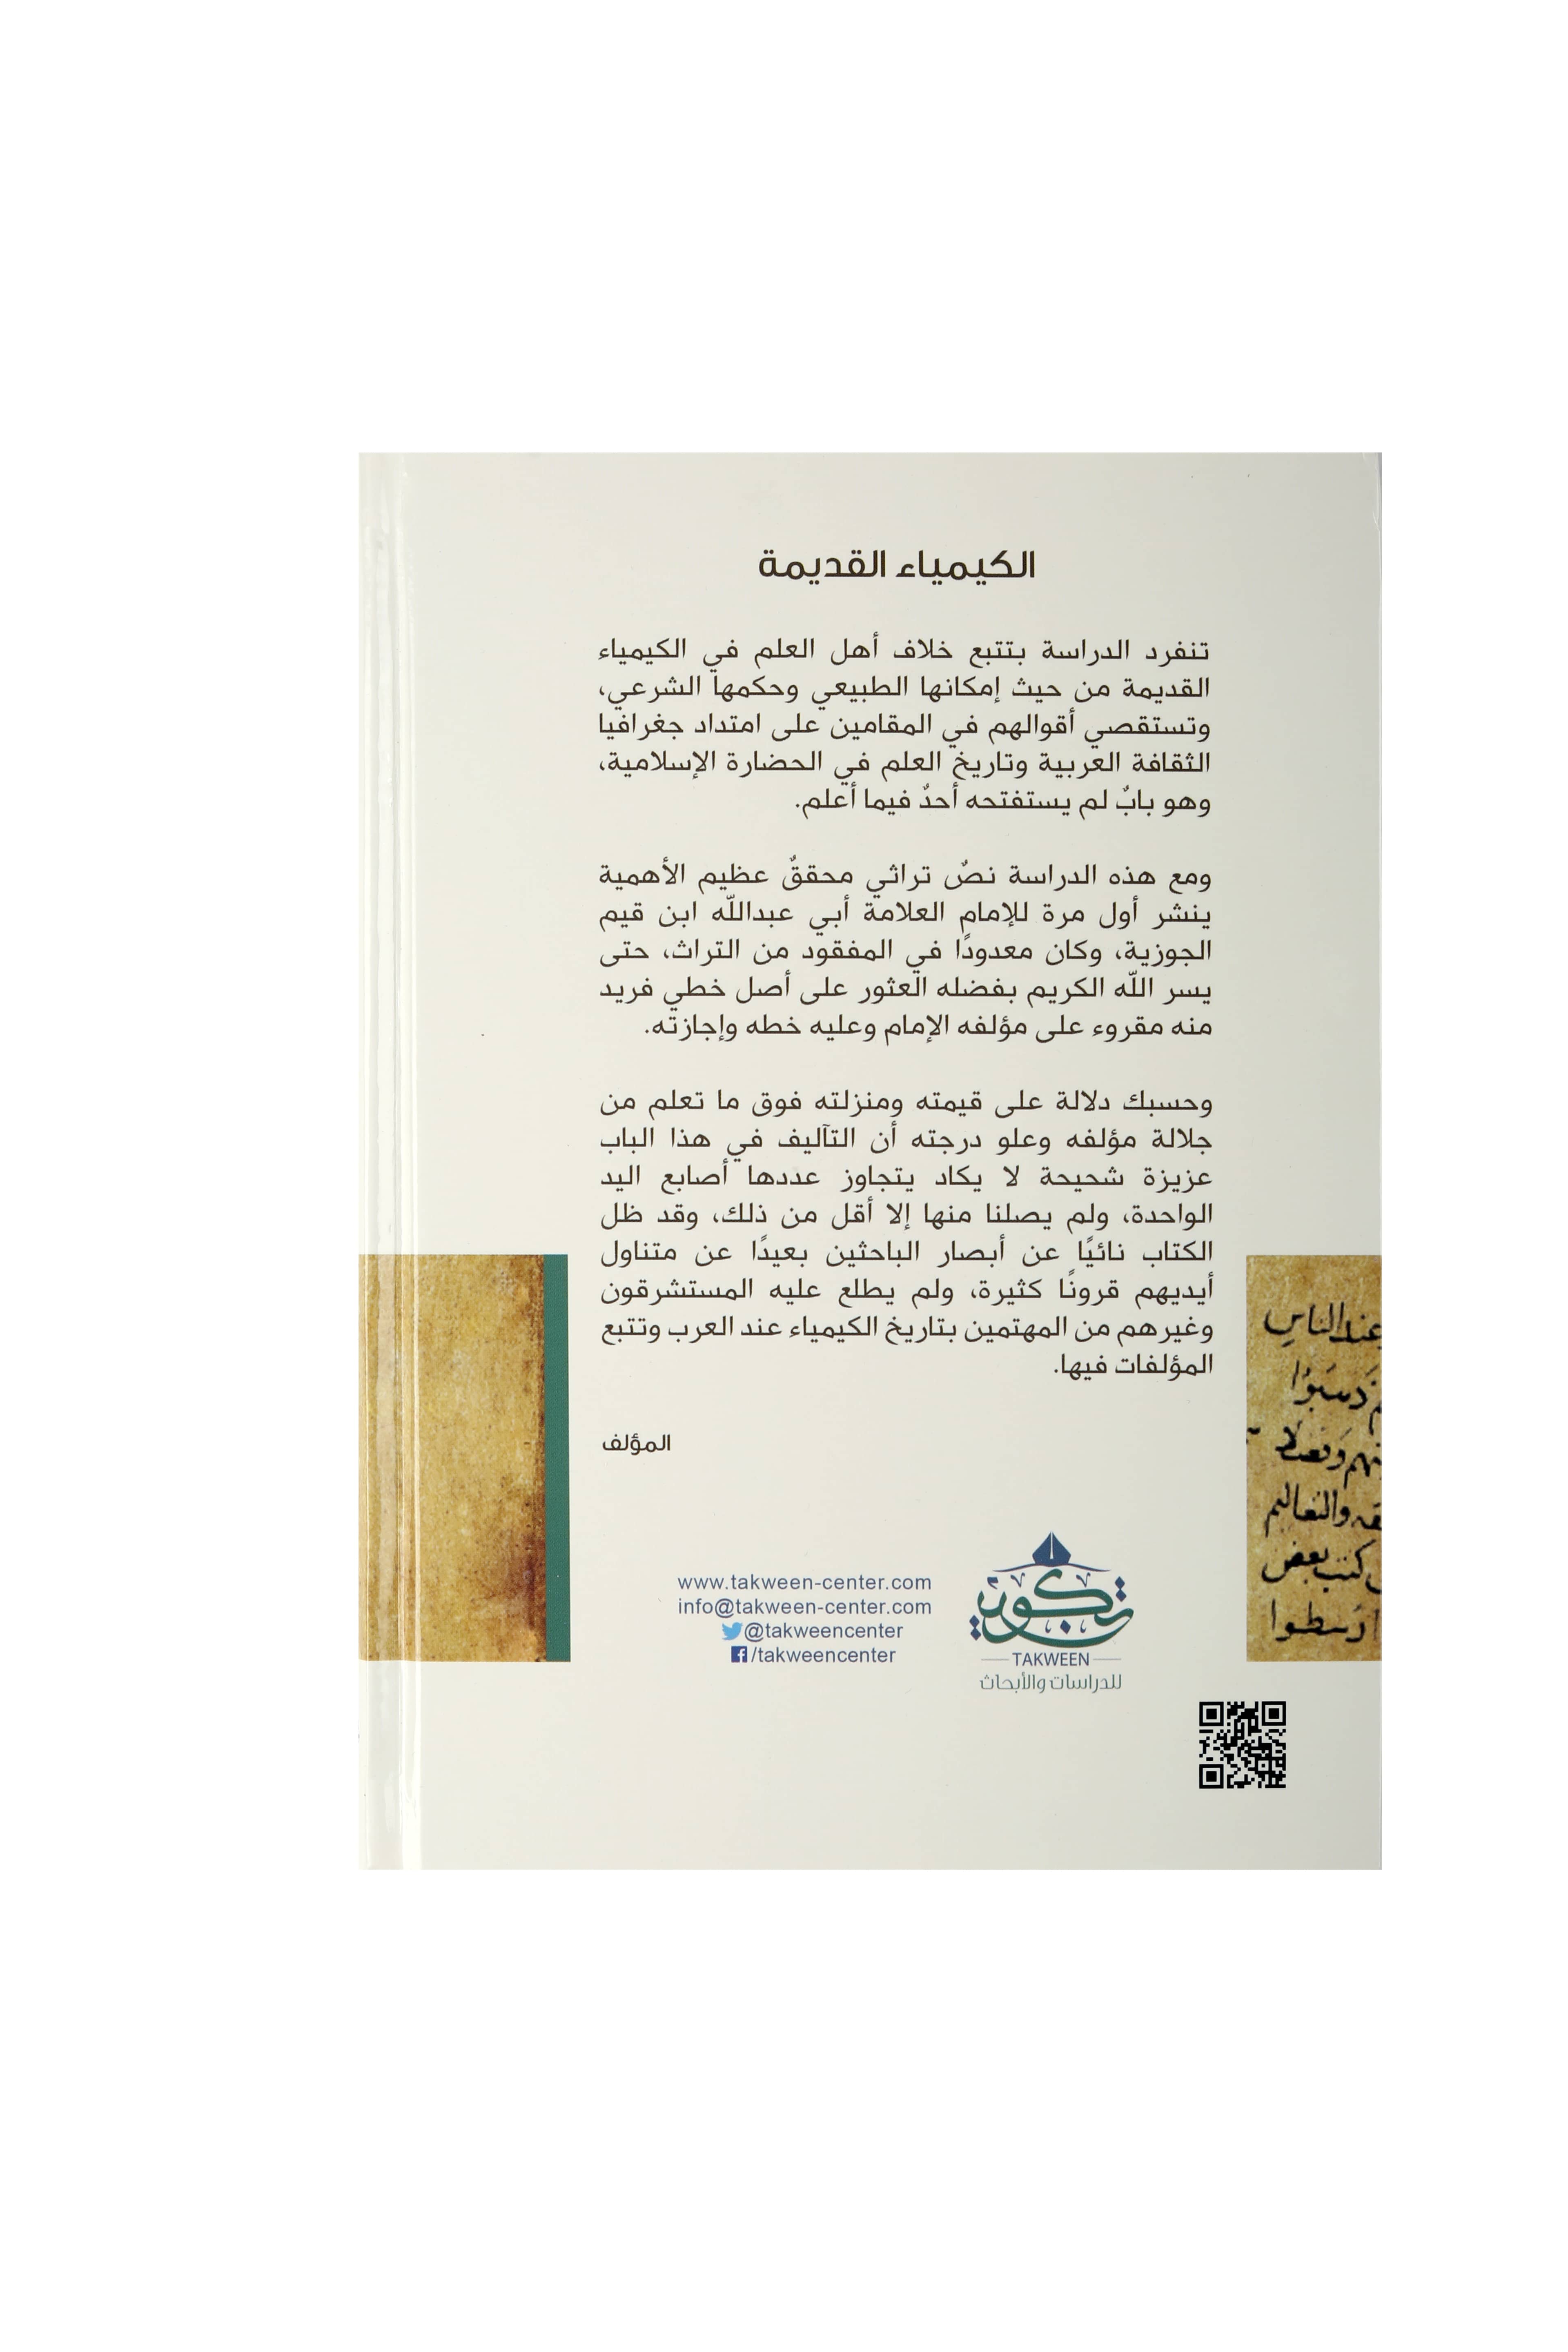 الكيمياء القديمة
تنفرد الدراسة بتتبع خلاف أهل العلم في الكيمياء
القديمة من حيث إمكانها الطبيعي وحكمها الشرعي،
وتستقصي أقوالهم في المقامين على امتداد جغرافيا
الثقافة العربية وتاريخ العلم في الحضارة الإسلامية،
وهو بابٌ لم يستفتحه أحدٌ فيما أعلم.
ومع هذه الدراسة نصٌ تراثي محققٌ عظيم الأهمية
ينشر أول مرة للإمام العلامة أبي عبدالله ابن قيم
الجوزية، وكان معدودًا في المفقود من التراث، حتى
يسر الله الكريم بفضله العثور على أصل خطي فريد
منه مقروء على مؤلفه الإمام وعليه خطه وإجازته.
وحسبك دلالة على قيمته ومنزلته فوق ما تعلم من
جلالة مؤلفه وعلو درجته أن التآليف في هذا الباب
عزيزة شحيحة لا يكاد يتجاوز عددها أصابع اليد
الواحدة، ولم يصلنا منها إلا أقل من ذلك، وقد ظل
الكتاب نائيًا عن أبصار الباحثين بعيدًا عن متناول
أيديهم قرونًا كثيرة، ولم يطلع عليه المستشرقون
وغيرهم من المهتمين بتاريخ الكيمياء عند العرب وتتبع
المؤلفات فيها.
المؤلف
عند الناس
والتعاليم
كتب بعض
تكوين
TAKWEEN
للدراسات والأبحاث
www.takween-center.com
info@takween-center.com
@takweencenter
/takweencenter